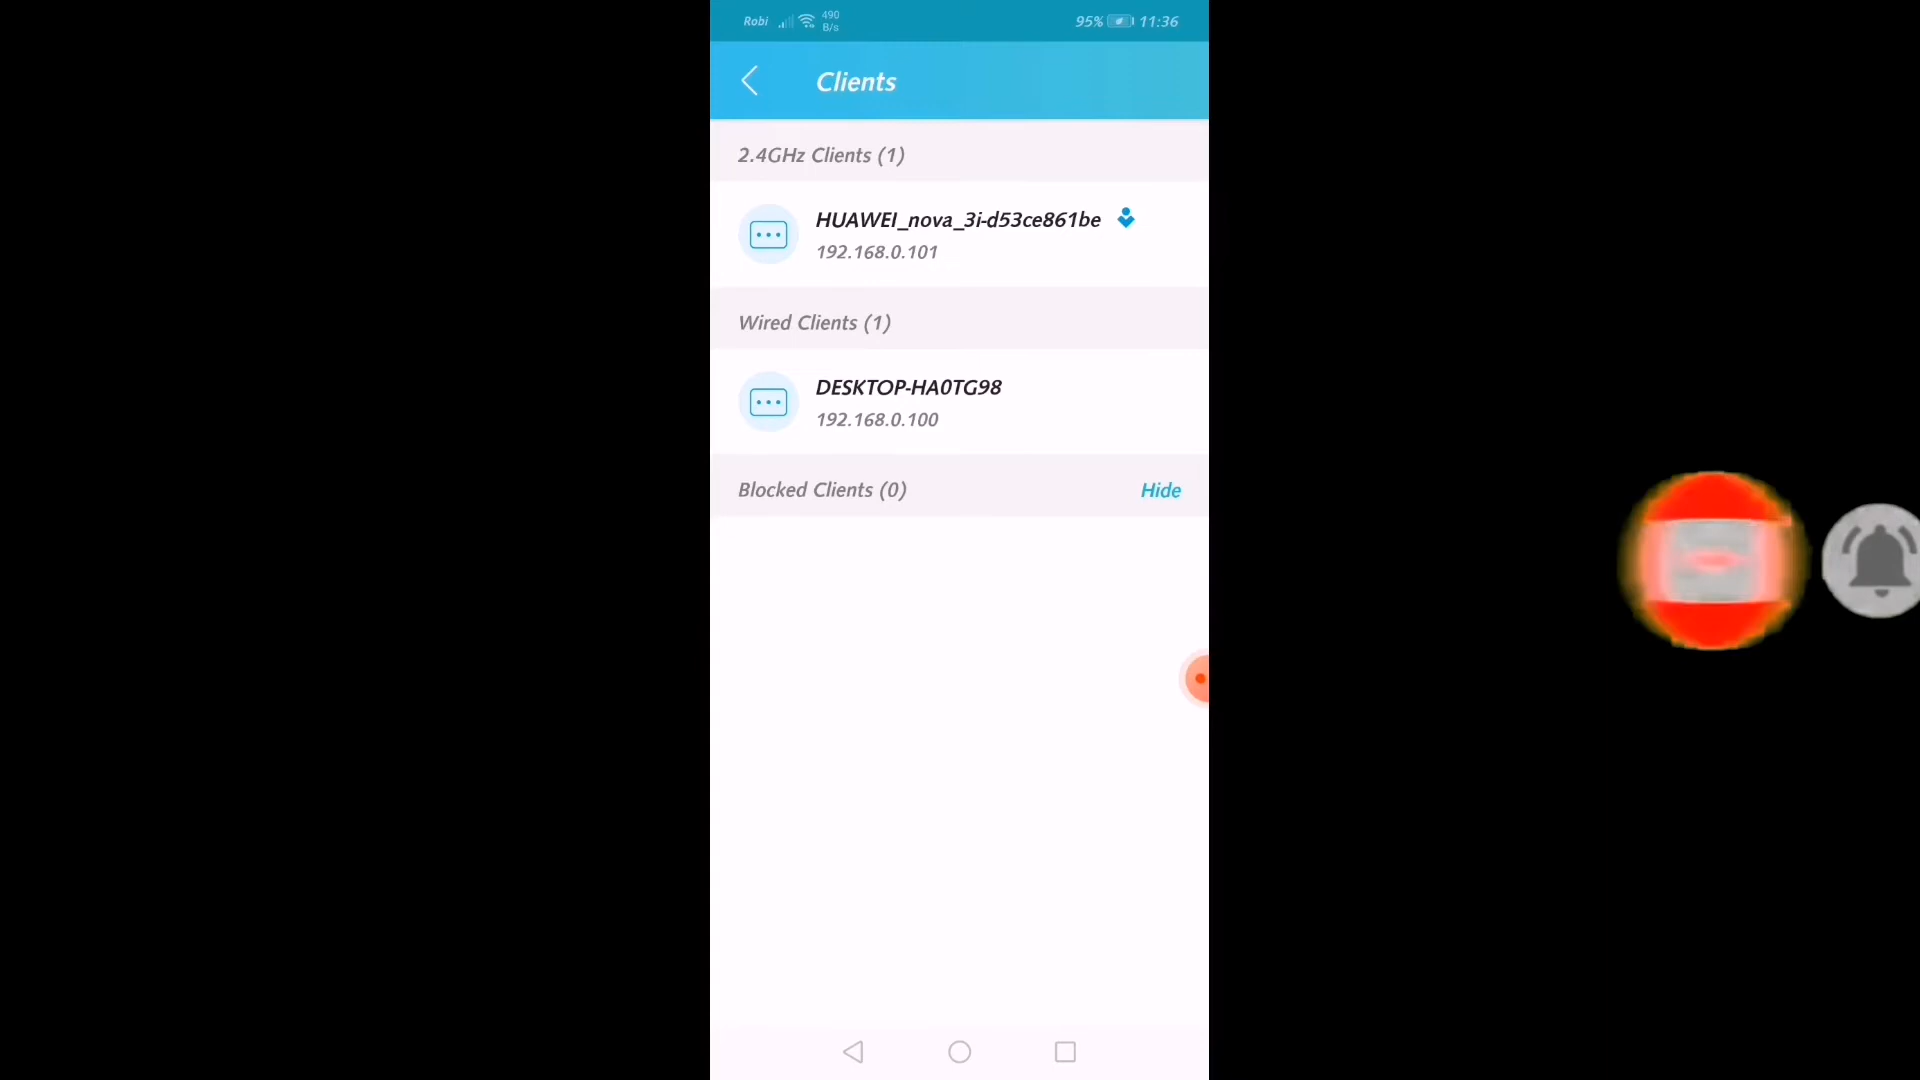 Robi 490 B/s 95% 11:36
Clients
2.4GHz Clients (1)
HUAWEI_nova_3i-d53ce861be
192.168.0.101
Wired Clients (1)
DESKTOP-HA0TG98
192.168.0.100
Blocked Clients (0) Hide